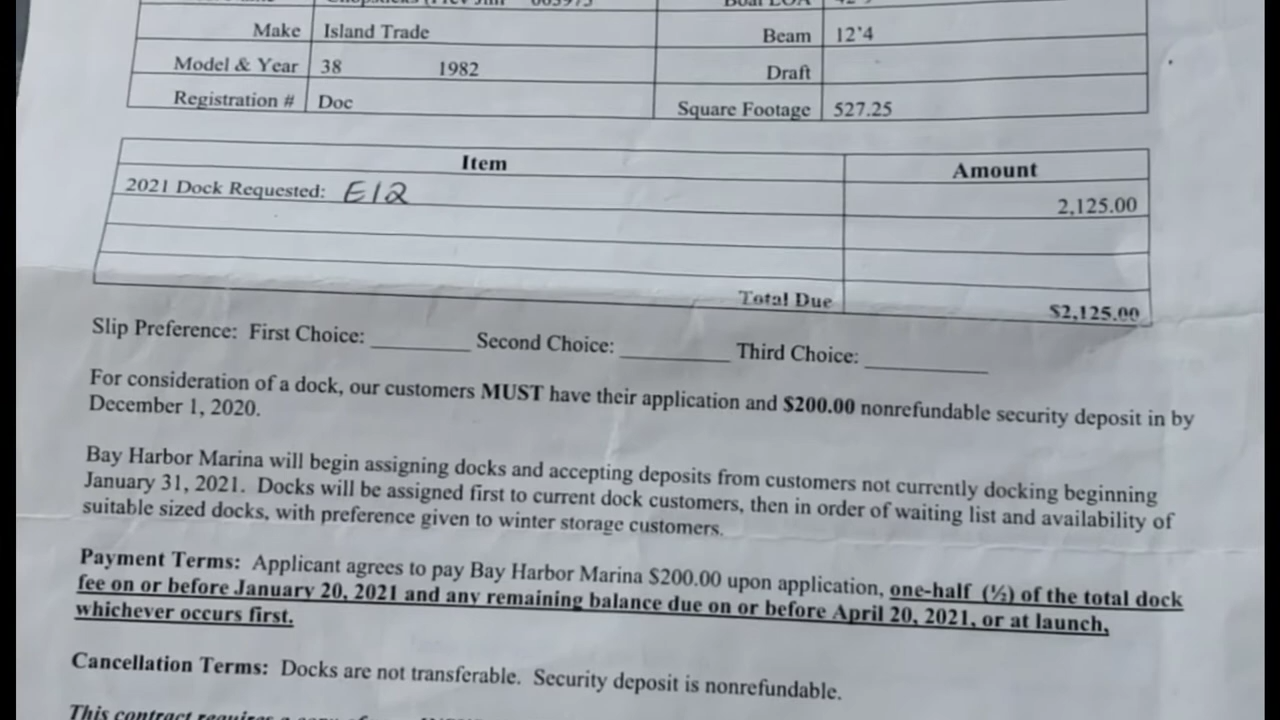 Make Island Trade Beam 12'4
Model & Year 38 1982 Draft
Registration # Doc Square Footage 527.25
Item Amount
2021 Dock Requested: E12 2,125.00
Total Due $2,125.00
Slip Preference: First Choice: ________ Second Choice: ________ Third Choice: ________
For consideration of a dock, our customers MUST have their application and $200.00 nonrefundable security deposit in by
December 1, 2020.
Bay Harbor Marina will begin assigning docks and accepting deposits from customers not currently docking beginning
January 31, 2021. Docks will be assigned first to current dock customers, then in order of waiting list and availability of
suitable sized docks, with preference given to winter storage customers.
Payment Terms: Applicant agrees to pay Bay Harbor Marina $200.00 upon application, one-half (½) of the total dock
fee on or before January 20, 2021 and any remaining balance due on or before April 20, 2021, or at launch,
whichever occurs first.
Cancellation Terms: Docks are not transferable. Security deposit is nonrefundable.
This contract requires a copy of